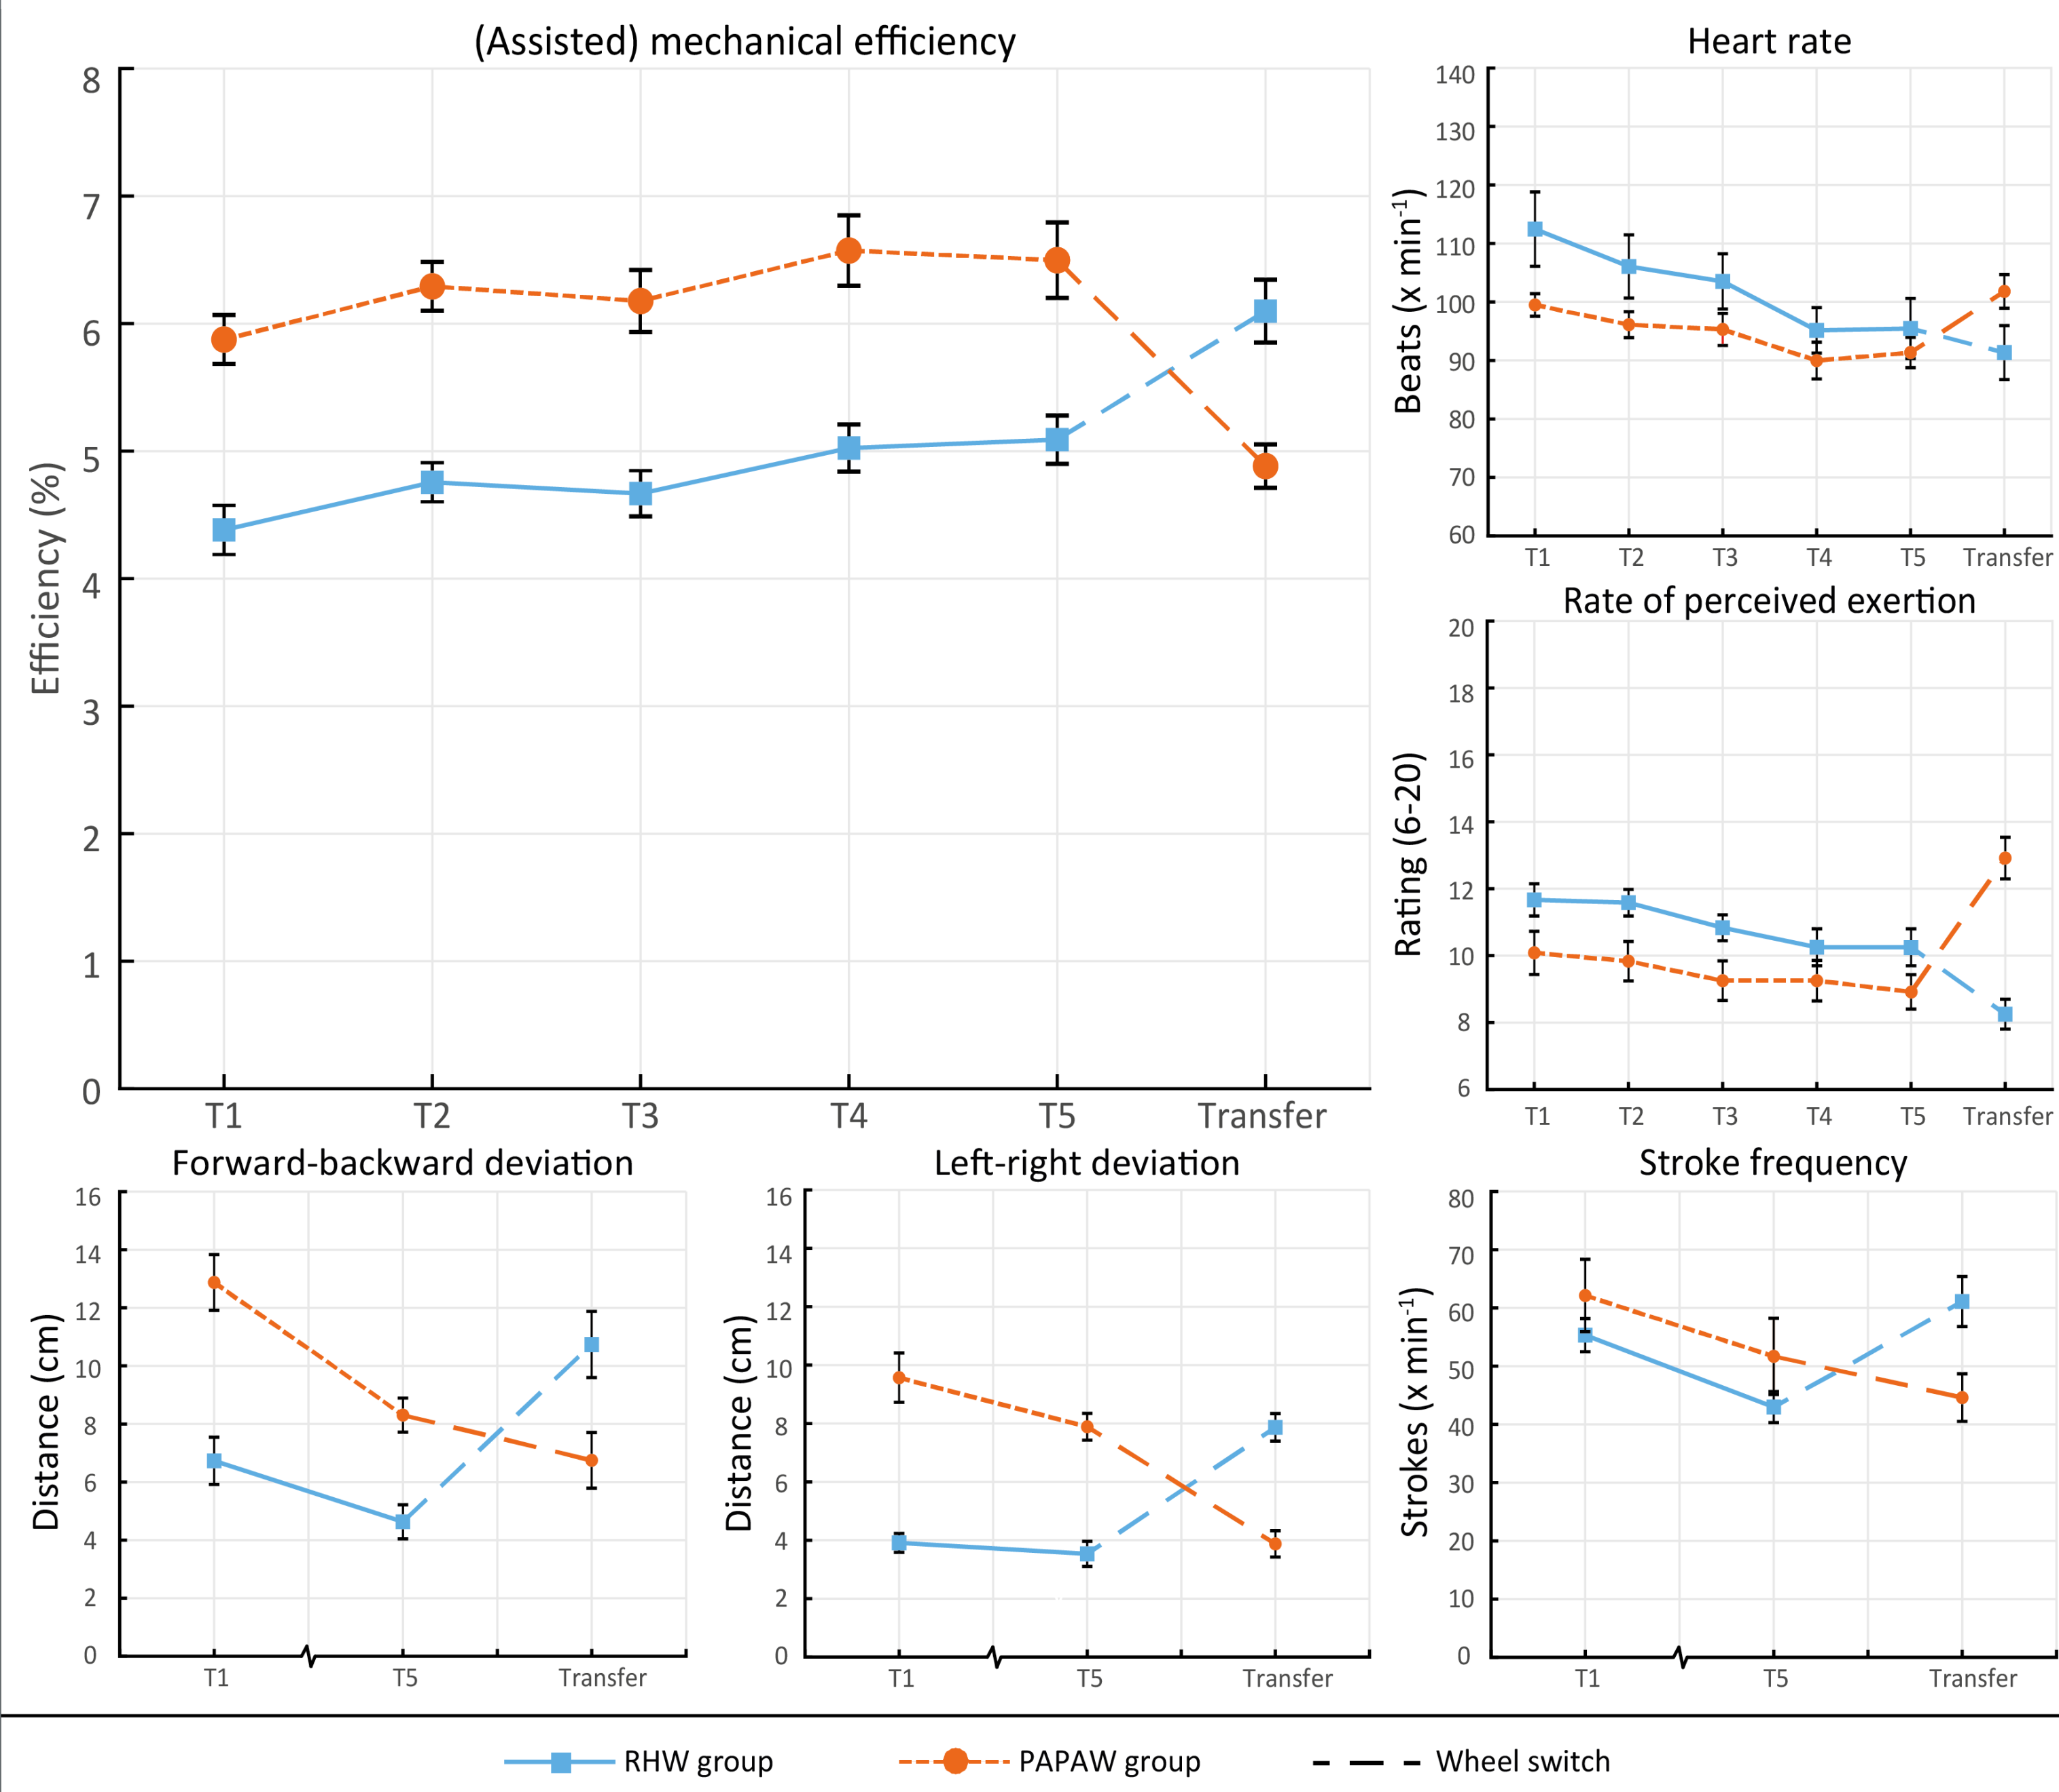 (Assisted) mechanical efficiency
Efficiency (%)
8
7
6
5
4
3
2
1
0
T1 T2 T3 T4 T5 Transfer
Heart rate
Beats (x min-1)
140
130
120
110
100
90
80
70
60
T1 T2 T3 T4 T5 Transfer
Rate of perceived exertion
Rating (6-20)
20
18
16
14
12
10
8
6
T1 T2 T3 T4 T5 Transfer
Forward-backward deviation
Distance (cm)
16
14
12
10
8
6
4
2
0
T1 T5 Transfer
Left-right deviation
Distance (cm)
16
14
12
10
8
6
4
2
0
T1 T5 Transfer
Stroke frequency
Strokes (x min-1)
80
70
60
50
40
30
20
10
0
T1 T5 Transfer
RHW group PAPAW group Wheel switch